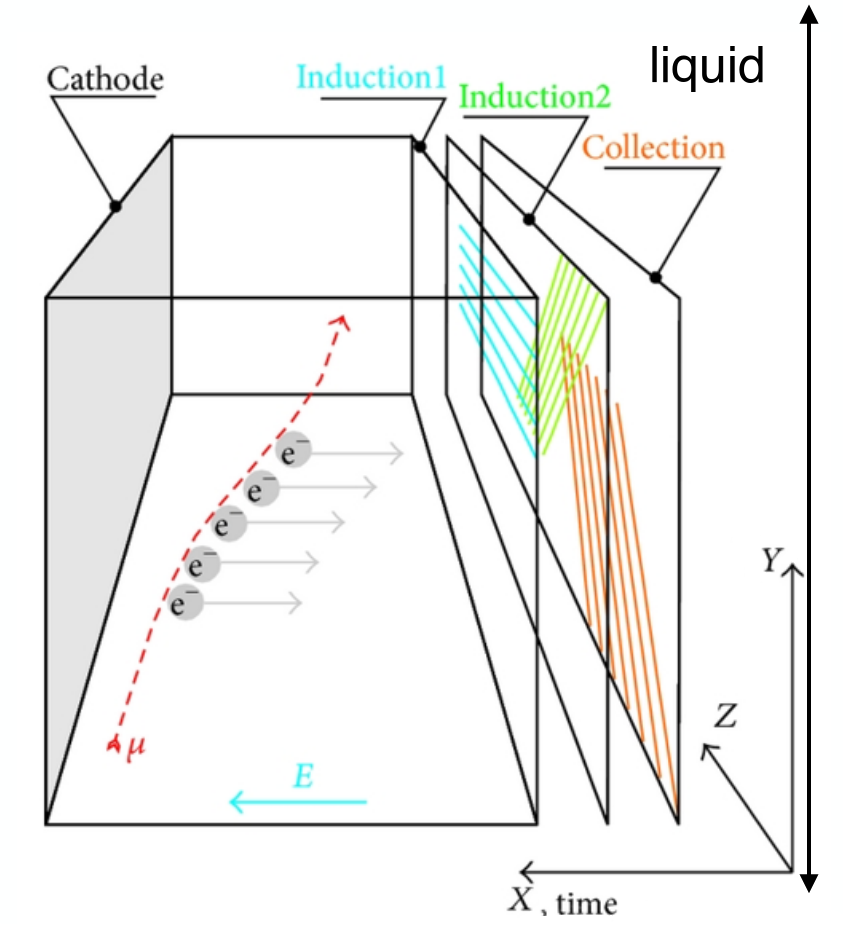 liquid
Cathode
Induction1
Induction2
Collection
e⁻
e⁻
e⁻
e⁻
e⁻
μ
E
Y
Z
X, time